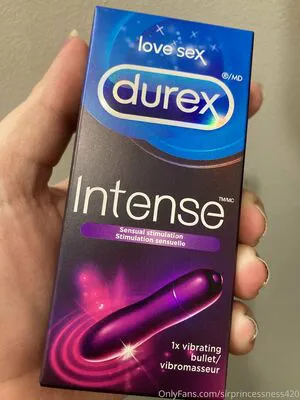 love sex
durex
®/MD
Intense
TM/MC
Sensual stimulation
Stimulation sensuelle
1x vibrating
bullet/
vibromasseur
OnlyFans.com/sirprincessness420